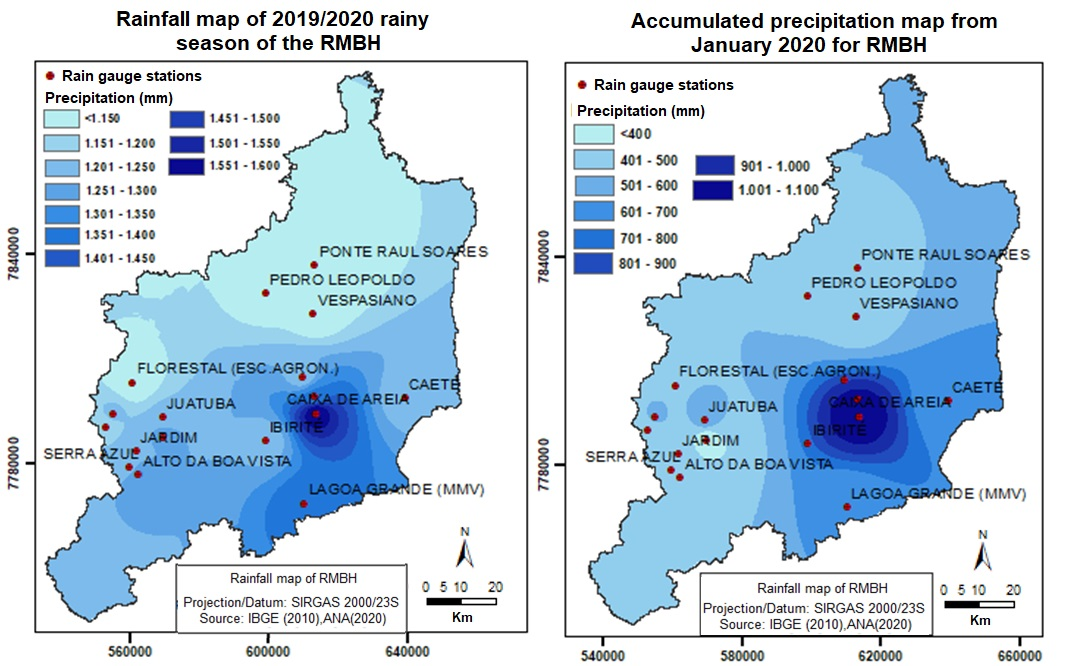 Rainfall map of 2019/2020 rainy
season of the RMBH
Rain gauge stations
Precipitation (mm)
<1.150
1.151 - 1.200
1.201 - 1.250
1.251 - 1.300
1.301 - 1.350
1.351 - 1.400
1.401 - 1.450
1.451 - 1.500
1.501 - 1.550
1.551 - 1.600
7840000
7780000
PONTE RAUL SOARES
PEDRO LEOPOLDO
VESPASIANO
FLORESTAL (ESC.AGRON.)
CAETE
CAIXA DE AREIA
JUATUBA
IBIRITE
JARDIM
SERRA AZUL
ALTO DA BOA VISTA
LAGOA GRANDE (MMV)
N
0 5 10 20
Km
Rainfall map of RMBH
Projection/Datum: SIRGAS 2000/23S
Source: IBGE (2010),ANA(2020)
560000 600000 640000
Accumulated precipitation map from
January 2020 for RMBH
Rain gauge stations
Precipitation (mm)
<400
401 - 500
501 - 600
601 - 700
701 - 800
801 - 900
901 - 1.000
1.001 - 1.100
7840000
7780000
PONTE RAUL SOARES
PEDRO LEOPOLDO
VESPASIANO
FLORESTAL (ESC.AGRON.)
CAETE
CAIXA DE AREIA
JUATUBA
IBIRITE
JARDIM
SERRA AZUL
ALTO DA BOA VISTA
LAGOA GRANDE (MMV)
N
0 5 10 20
Km
Rainfall map of RMBH
Projection/Datum: SIRGAS 2000/23S
Source: IBGE (2010),ANA(2020)
540000 580000 620000 660000